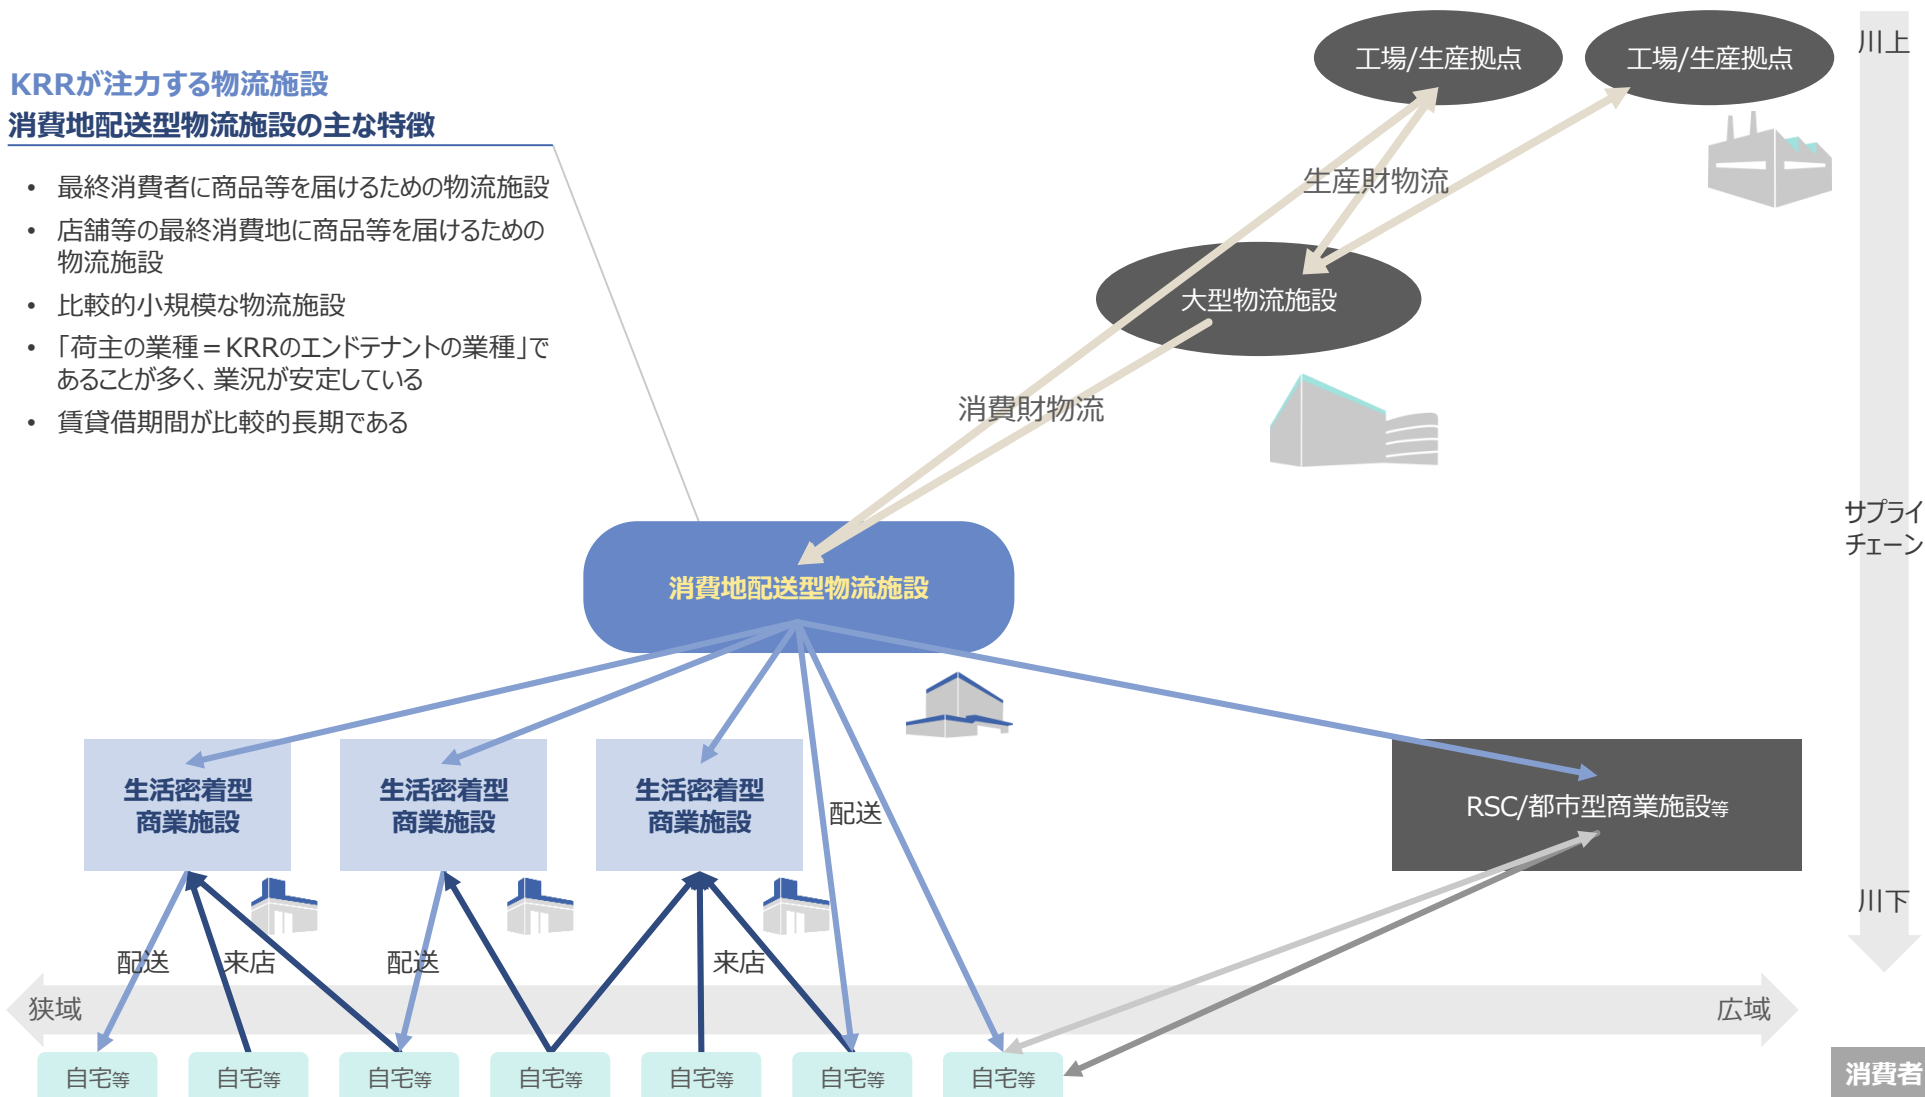 KRRが注力する物流施設
消費地配送型物流施設の主な特徴
• 最終消費者に商品等を届けるための物流施設
• 店舗等の最終消費地に商品等を届けるための
物流施設
• 比較的小規模な物流施設
• 「荷主の業種=KRRのエンドテナントの業種」で
あることが多く、業況が安定している
• 賃貸借期間が比較的長期である
工場/生産拠点
工場/生産拠点
川上
生産財物流
大型物流施設
消費財物流
サプライ
チェーン
消費地配送型物流施設
生活密着型
商業施設
生活密着型
商業施設
生活密着型
商業施設
配送
RSC/都市型商業施設等
川下
配送
来店
配送
来店
狭域
広域
自宅等
自宅等
自宅等
自宅等
自宅等
自宅等
自宅等
消費者